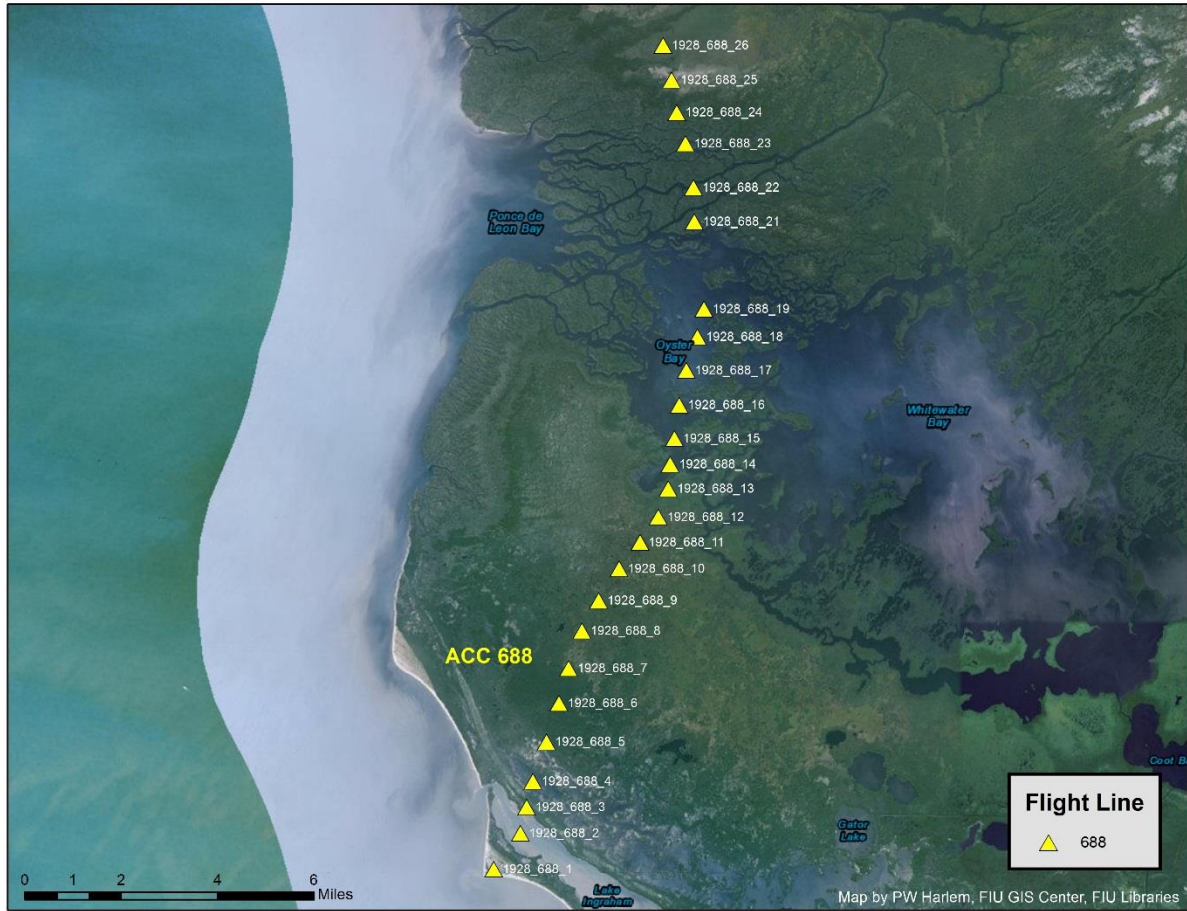 1928_688_26
1928_688_25
1928_688_24
1928_688_23
1928_688_22
Ponce de
Leon Bay
1928_688_21
1928_688_19
1928_688_18
Oyster
Bay
1928_688_17
1928_688_16
Whitewater
Bay
1928_688_15
1928_688_14
1928_688_13
1928_688_12
1928_688_11
1928_688_10
1928_688_9
1928_688_8
ACC 688
1928_688_7
1928_688_6
1928_688_5
Coot B
1928_688_4
1928_688_3
1928_688_2
Gator
Lake
Flight Line
688
1928_688_1
0 1 2 4 6
Miles
Lake
Ingraham
Map by PW Harlem, FIU GIS Center, FIU Libraries